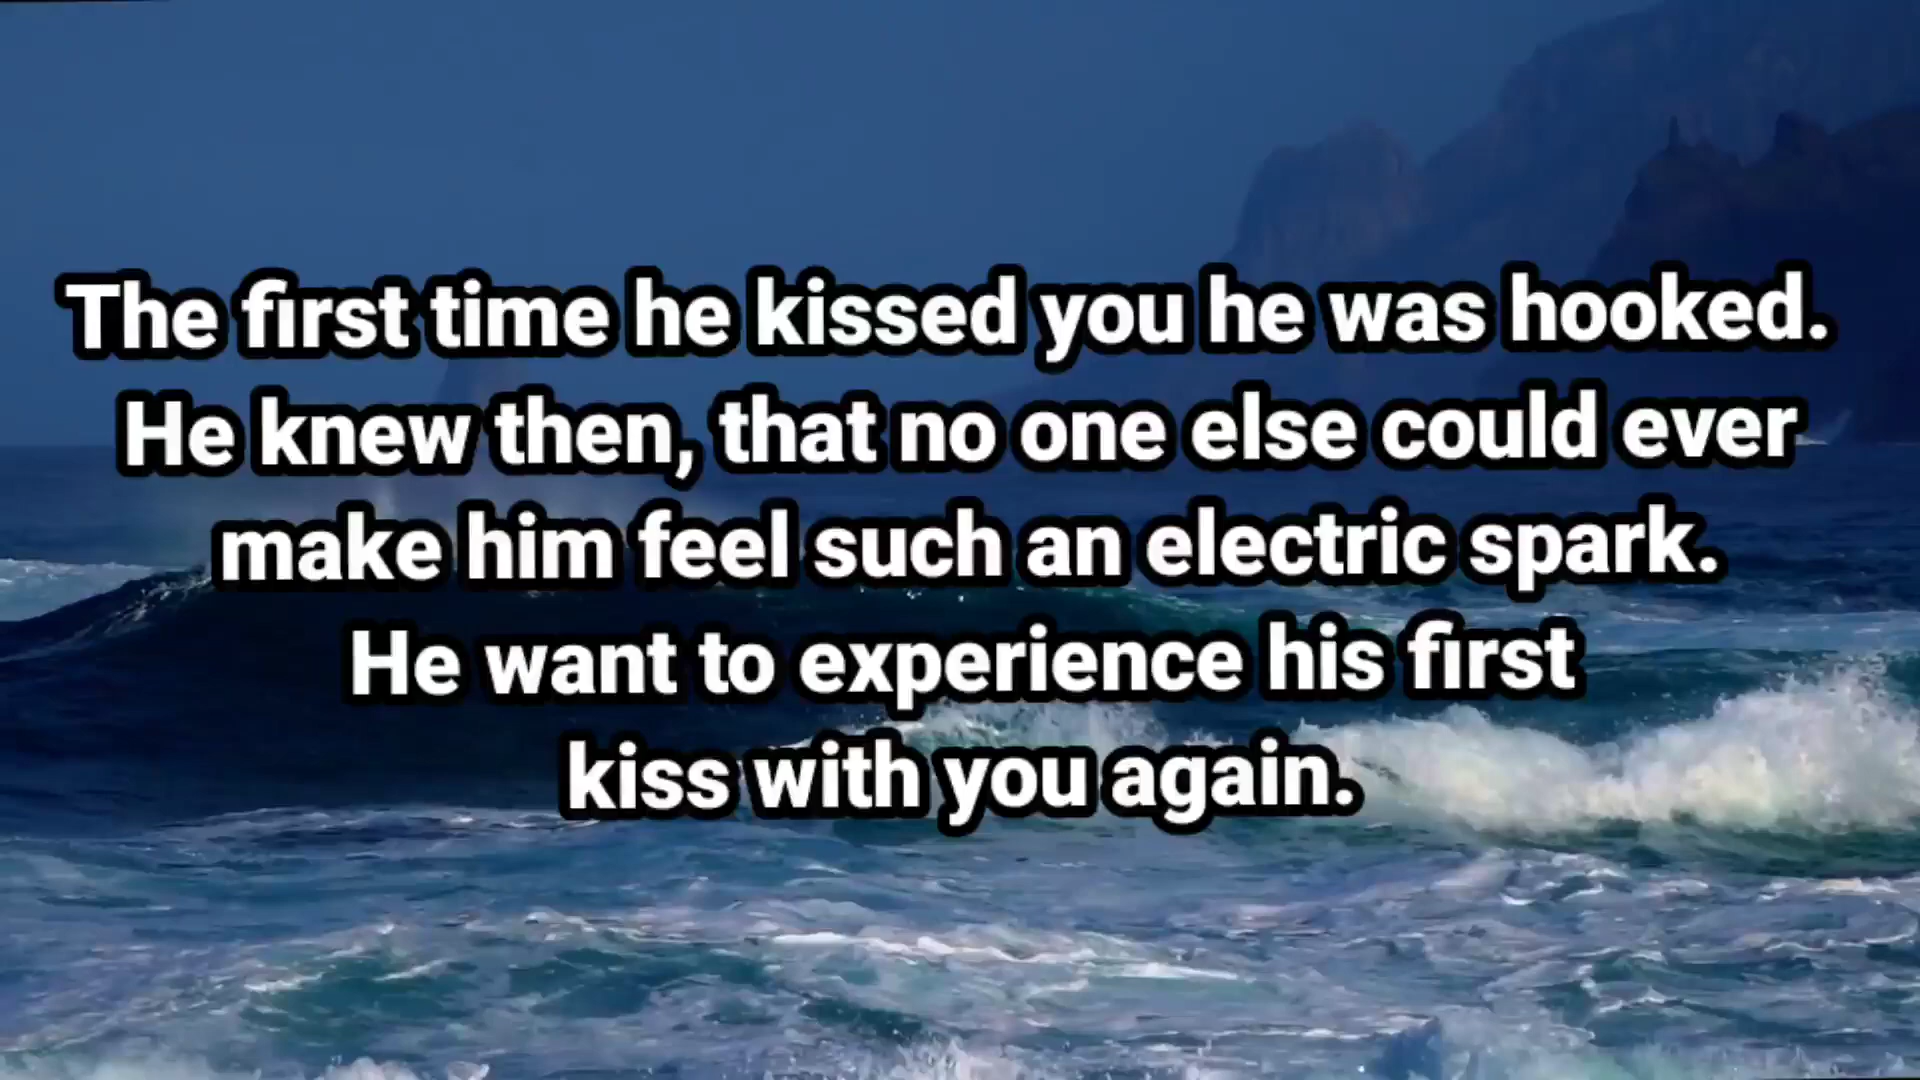 The first time he kissed you he was hooked.
He knew then, that no one else could ever
make him feel such an electric spark.
He want to experience his first
kiss with you again.